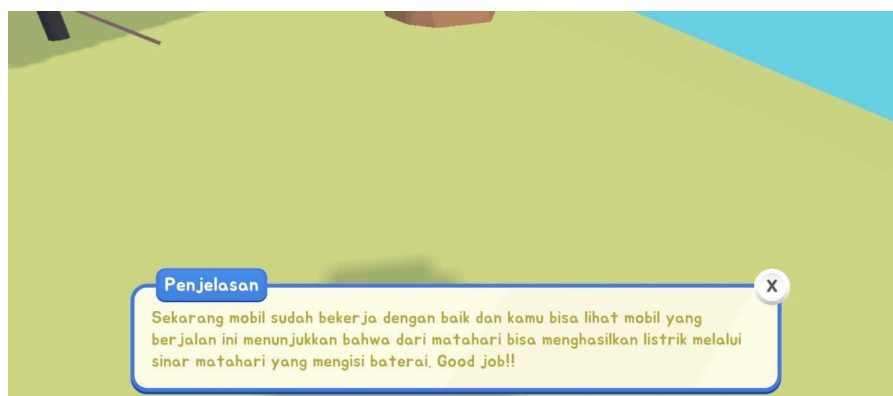 Penjelasan
X
Sekarang mobil sudah bekerja dengan baik dan kamu bisa lihat mobil yang
berjalan ini menunjukkan bahwa dari matahari bisa menghasilkan listrik melalui
sinar matahari yang mengisi baterai. Good job!!